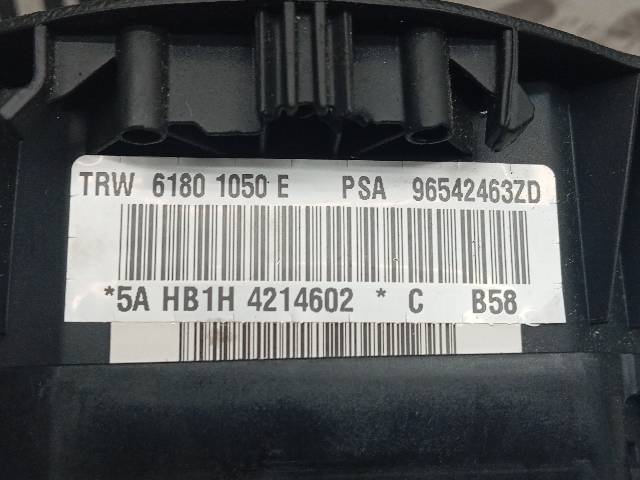 TRW 6180 1050 E PSA 96542463ZD
*5A HB1H 4214602 * C B58